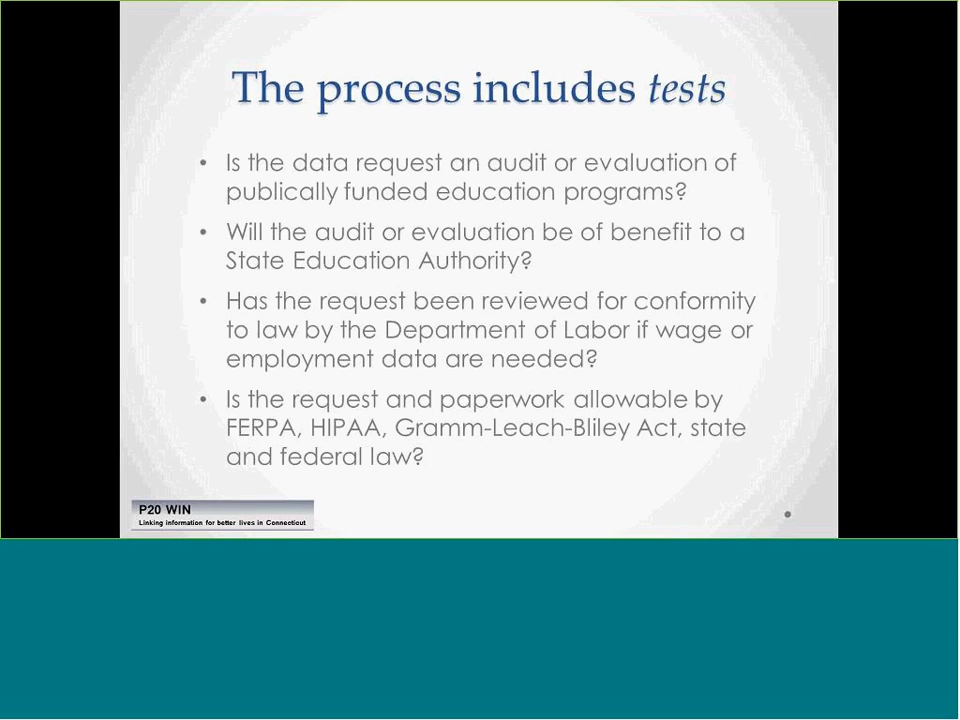 The process includes tests
• Is the data request an audit or evaluation of
publically funded education programs?
• Will the audit or evaluation be of benefit to a
State Education Authority?
• Has the request been reviewed for conformity
to law by the Department of Labor if wage or
employment data are needed?
• Is the request and paperwork allowable by
FERPA, HIPAA, Gramm-Leach-Bliley Act, state
and federal law?
P20 WIN
Linking information for better lives in Connecticut